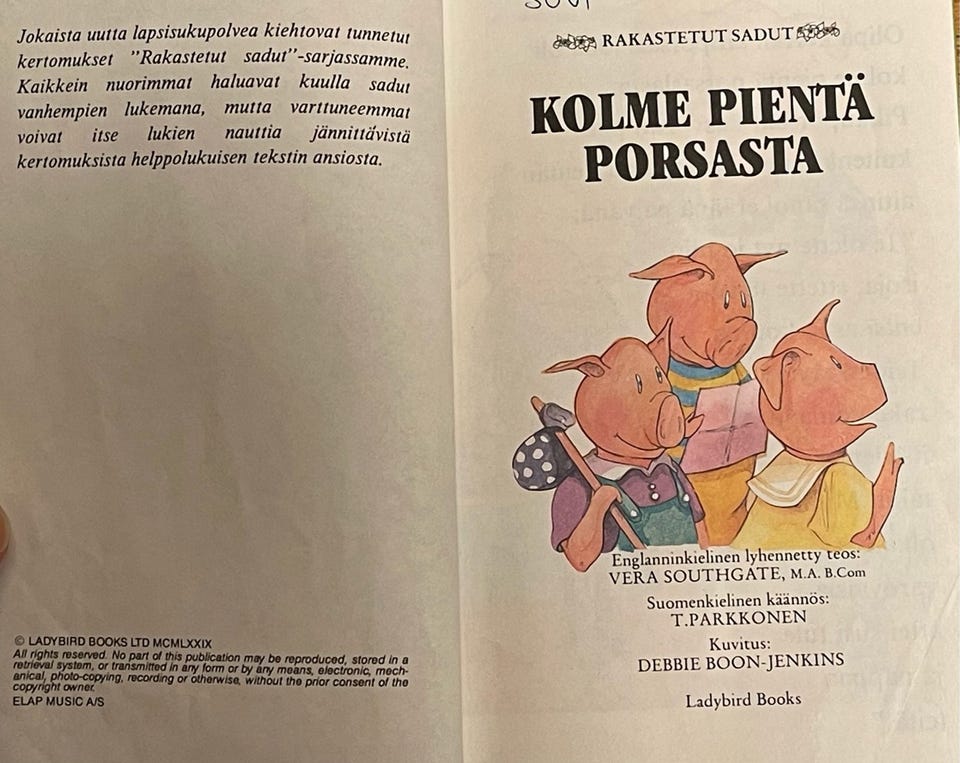 Jokaista uutta lapsisukupolvea kiehtovat tunnetut
kertomukset "Rakastetut sadut"-sarjassamme.
Kaikkein nuorimmat haluavat kuulla sadut
vanhempien lukemana, mutta varttuneemmat
voivat itse lukien nauttia jännittävistä
kertomuksista helppolukuisen tekstin ansiosta.
© LADYBIRD BOOKS LTD MCMLXXIX
All rights reserved. No part of this publication may be reproduced, stored in a
retrieval system, or transmitted in any form or by any means, electronic, mech-
anical, photo-copying, recording or otherwise, without the prior consent of the
copyright owner.
ELAP MUSIC A/S
RAKASTETUT SADUT
KOLME PIENTÄ
PORSASTA
Englanninkielinen lyhennetty teos:
VERA SOUTHGATE, M.A. B.Com
Suomenkielinen käännös:
T.PARKKONEN
Kuvitus:
DEBBIE BOON-JENKINS
Ladybird Books